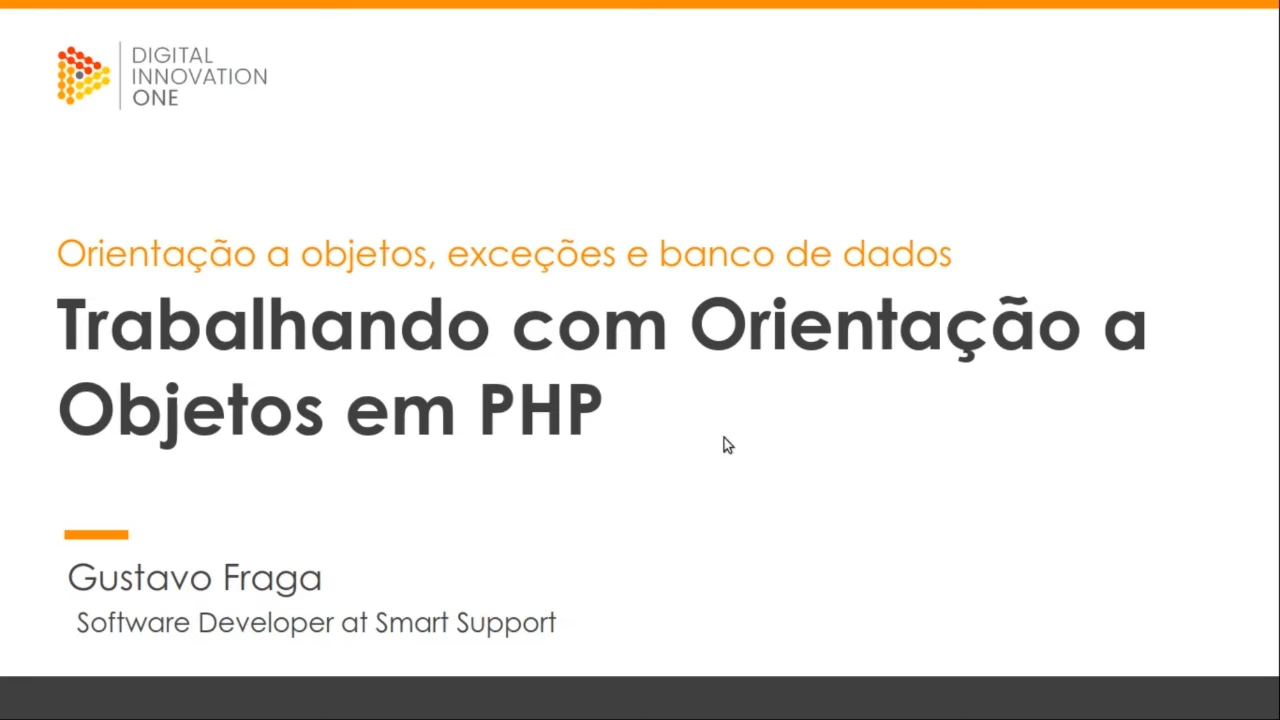 DIGITAL
INNOVATION
ONE
Orientação a objetos, exceções e banco de dados
Trabalhando com Orientação a
Objetos em PHP
Gustavo Fraga
Software Developer at Smart Support